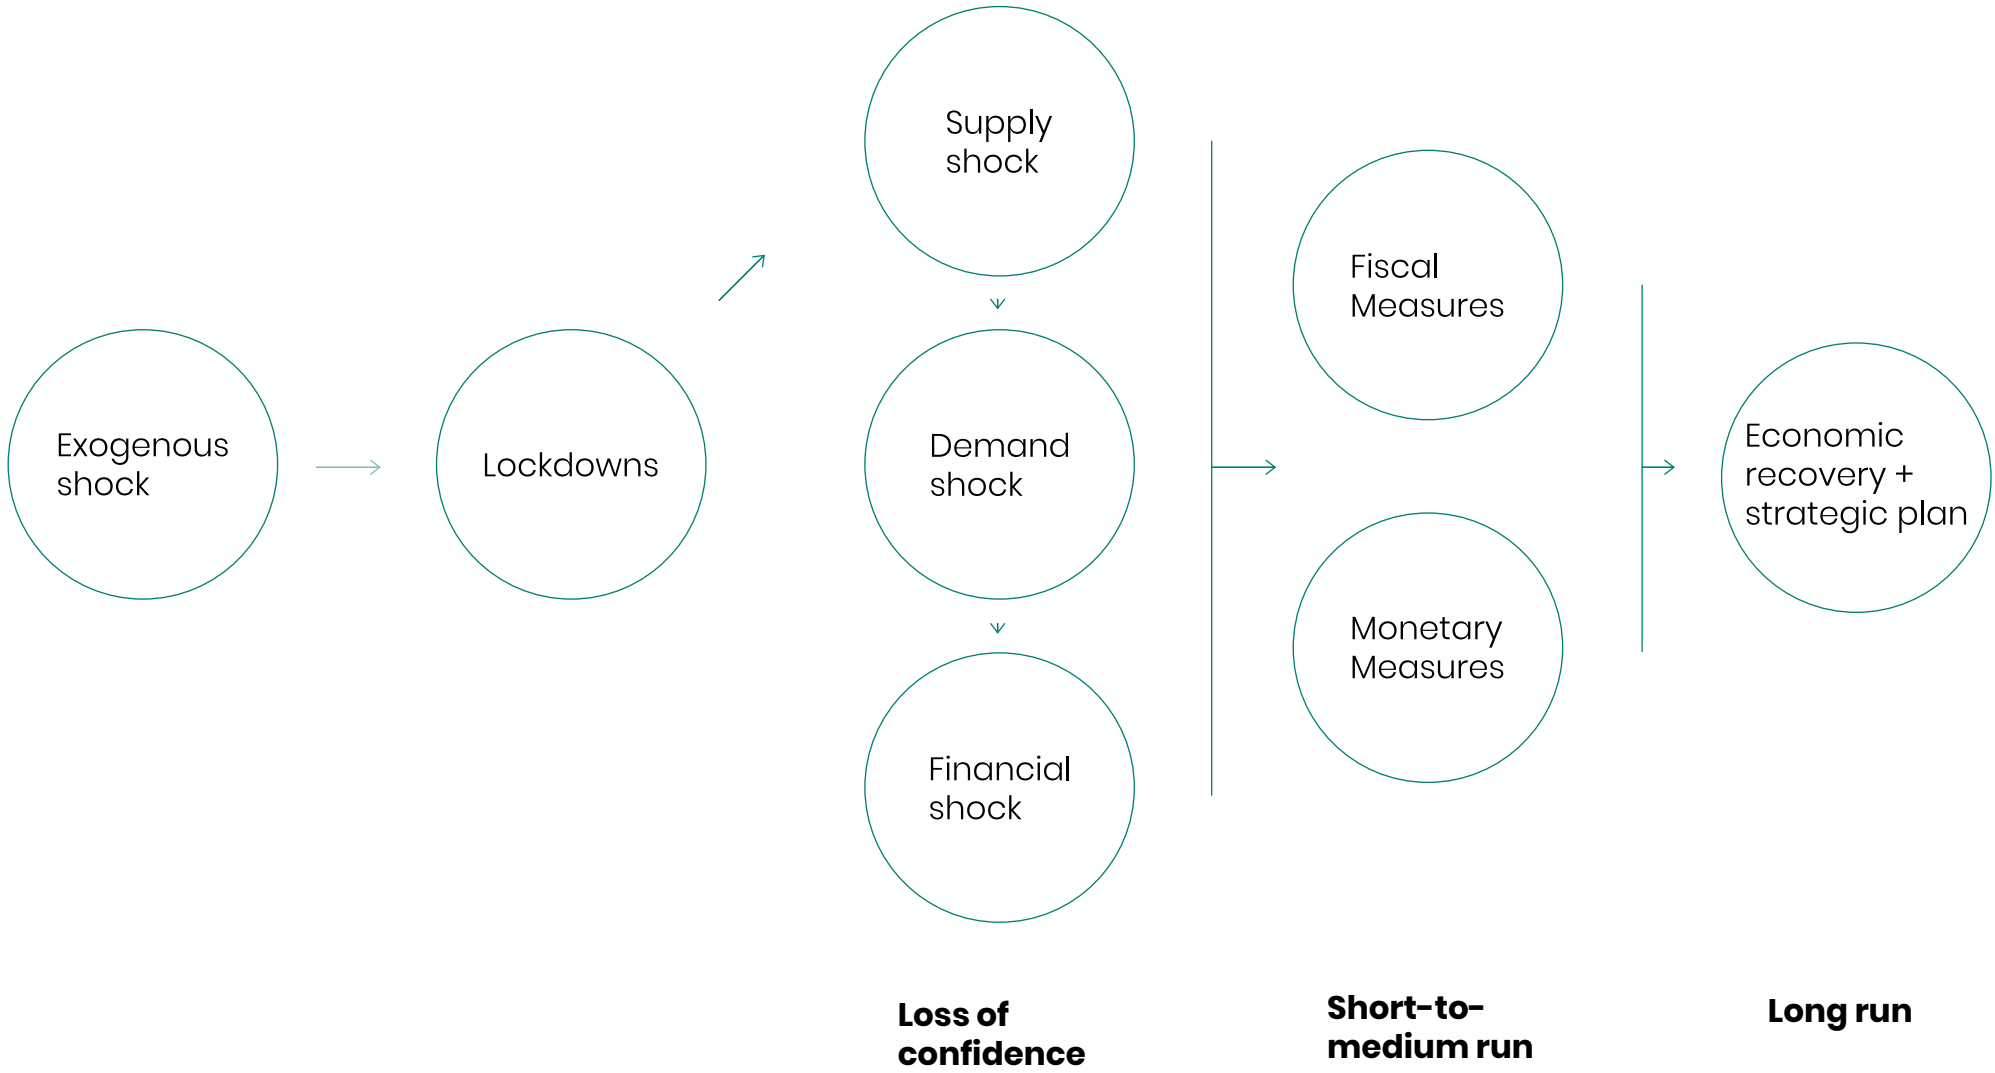 Exogenous
shock
Lockdowns
Supply
shock
Demand
shock
Financial
shock
Loss of
confidence
Fiscal
Measures
Monetary
Measures
Short-to-
medium run
Economic
recovery +
strategic plan
Long run